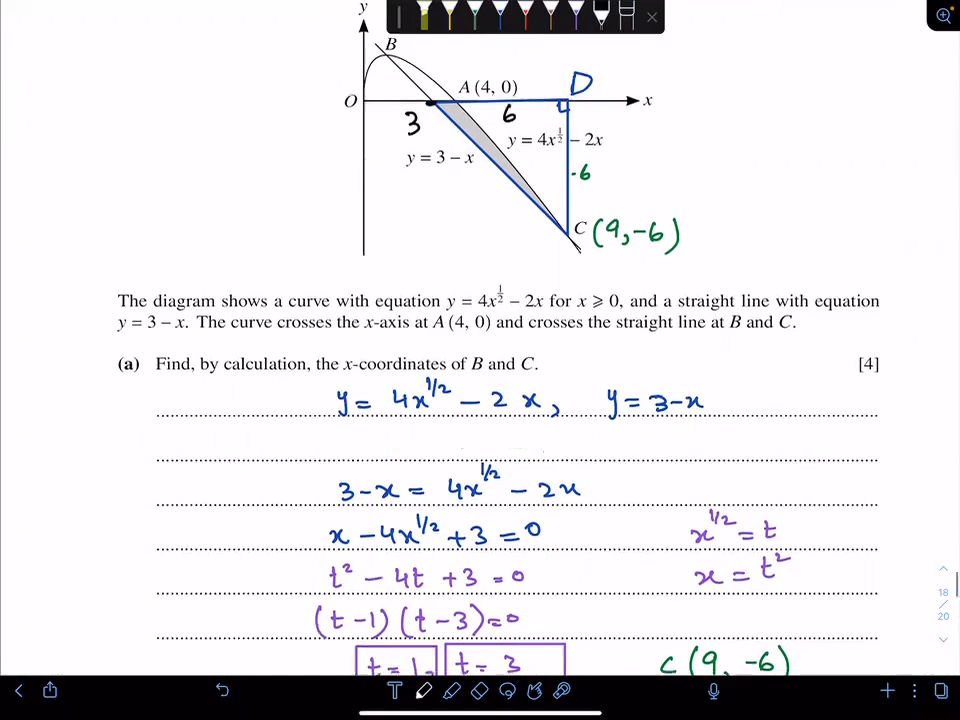 y
B
A (4, 0)
D
O
x
3
6
y = 4x^{1/2} − 2x
y = 3 − x
-6
C (9, -6)
The diagram shows a curve with equation y = 4x^{1/2} − 2x for x ⩾ 0, and a straight line with equation
y = 3 − x. The curve crosses the x-axis at A (4, 0) and crosses the straight line at B and C.
(a) Find, by calculation, the x-coordinates of B and C. [4]
y = 4x^{1/2} − 2x, y = 3-x
3-x = 4x^{1/2} − 2x
x − 4x^{1/2} + 3 = 0
x^{1/2} = t
t² − 4t + 3 = 0
x = t²
(t-1) (t-3) = 0
t = 1, t = 3
C (9, -6)
18
/
20
T